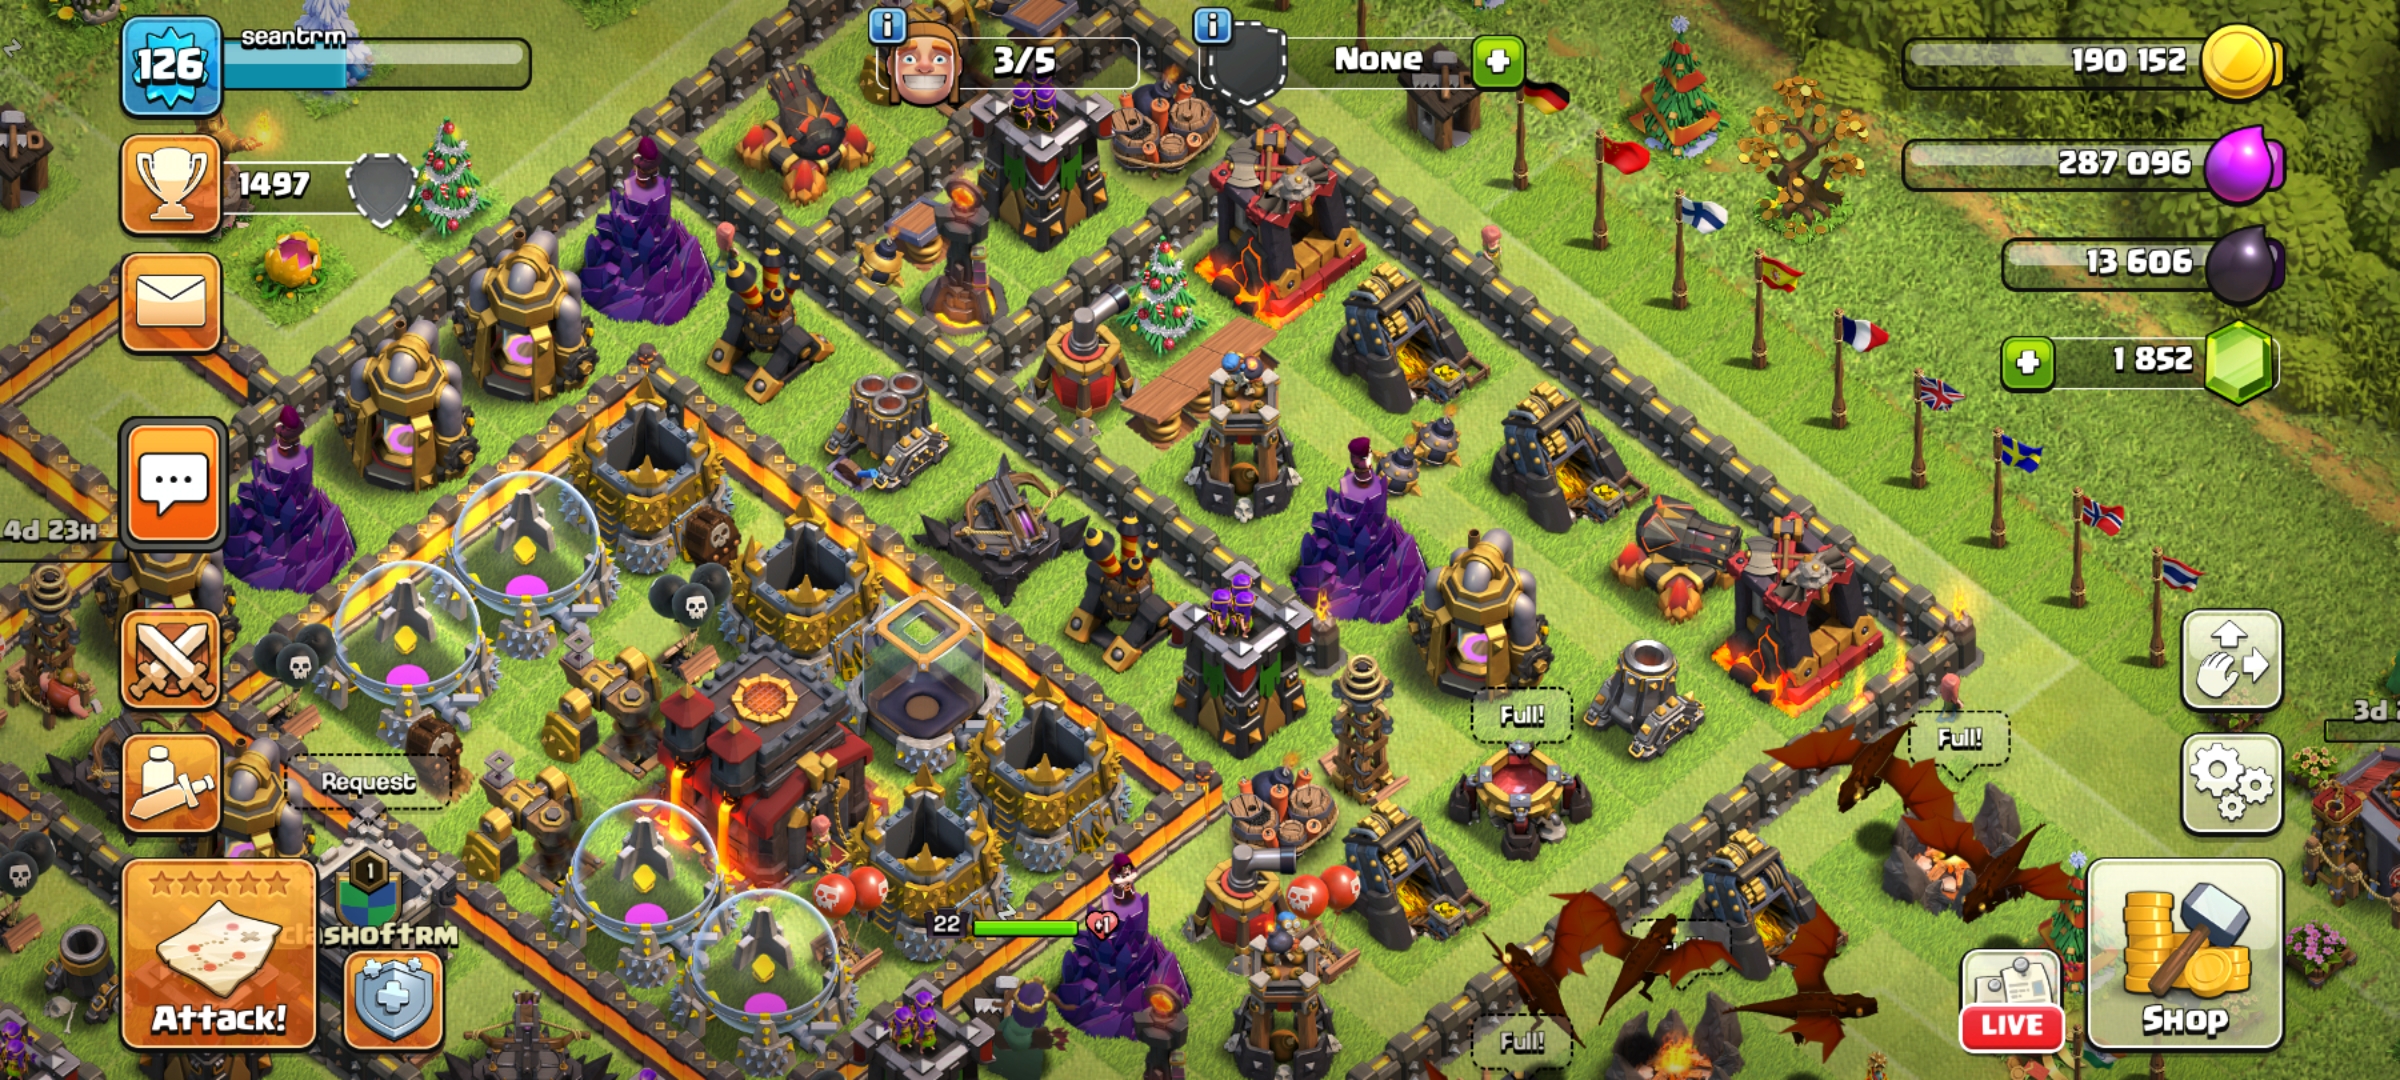 seantrm
126
3/5
None
190 152
1497
287 096
13 606
1 852
4d 23h
Full!
3d
Full!
Request
1
clashoftrm
22
+1
Attack!
Full!
LIVE
Shop